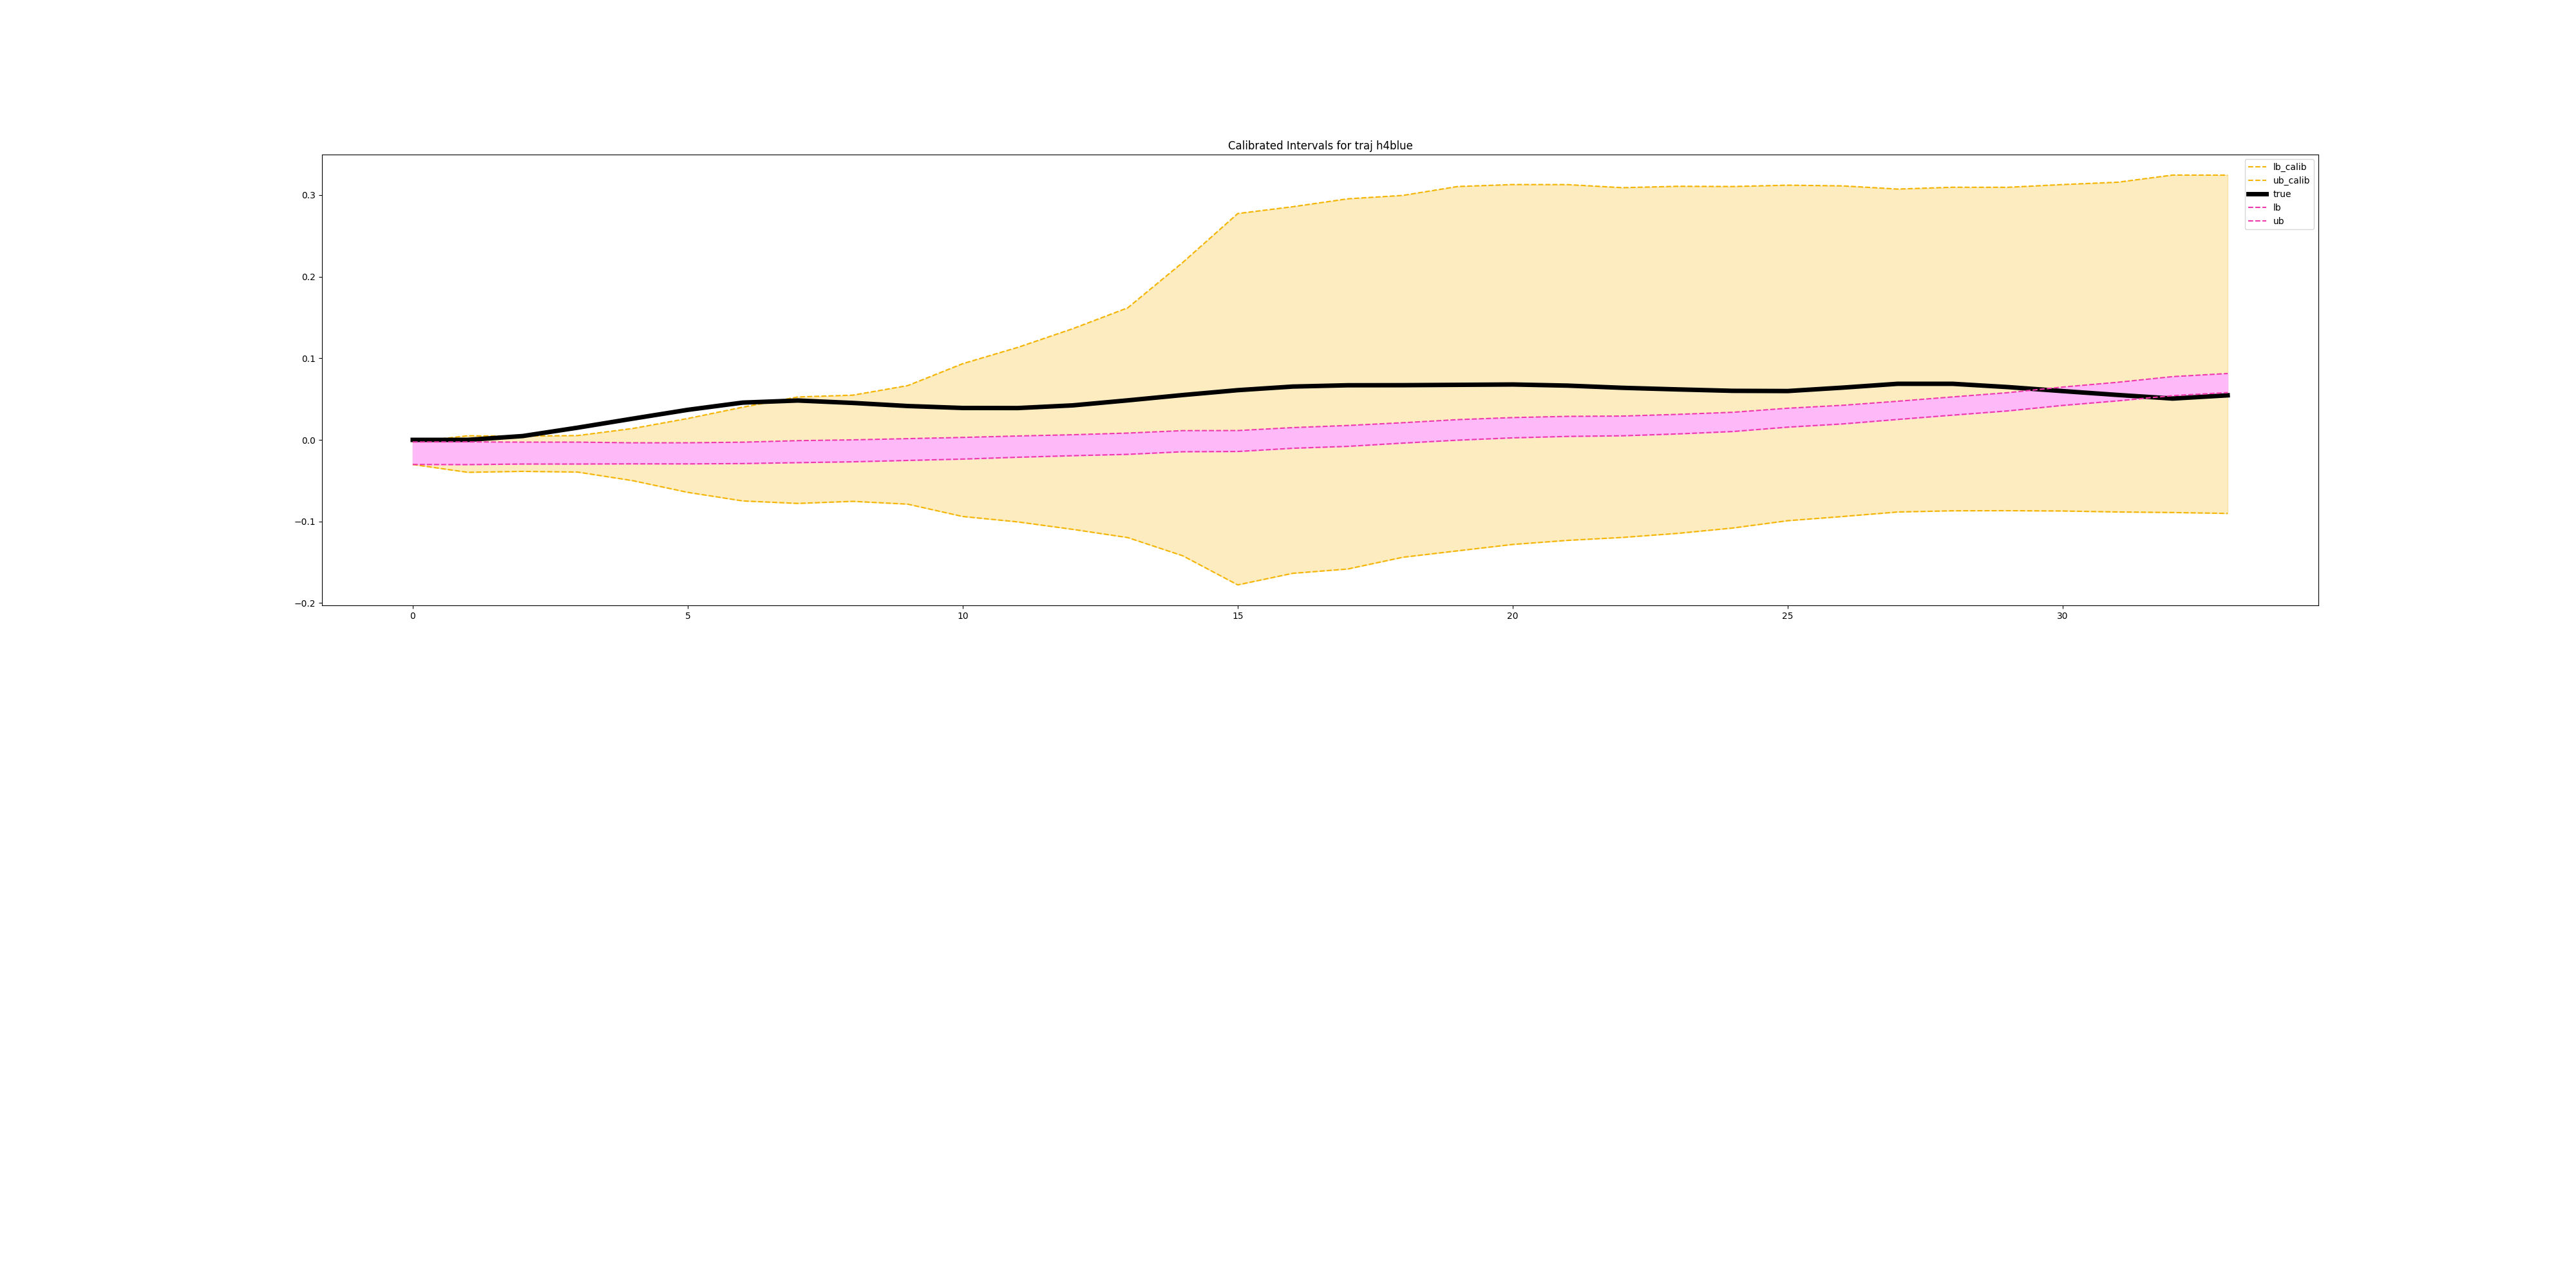 Calibrated Intervals for traj h4blue
lb_calib
ub_calib
true
lb
ub
0.3
0.2
0.1
0.0
−0.1
−0.2
0 5 10 15 20 25 30